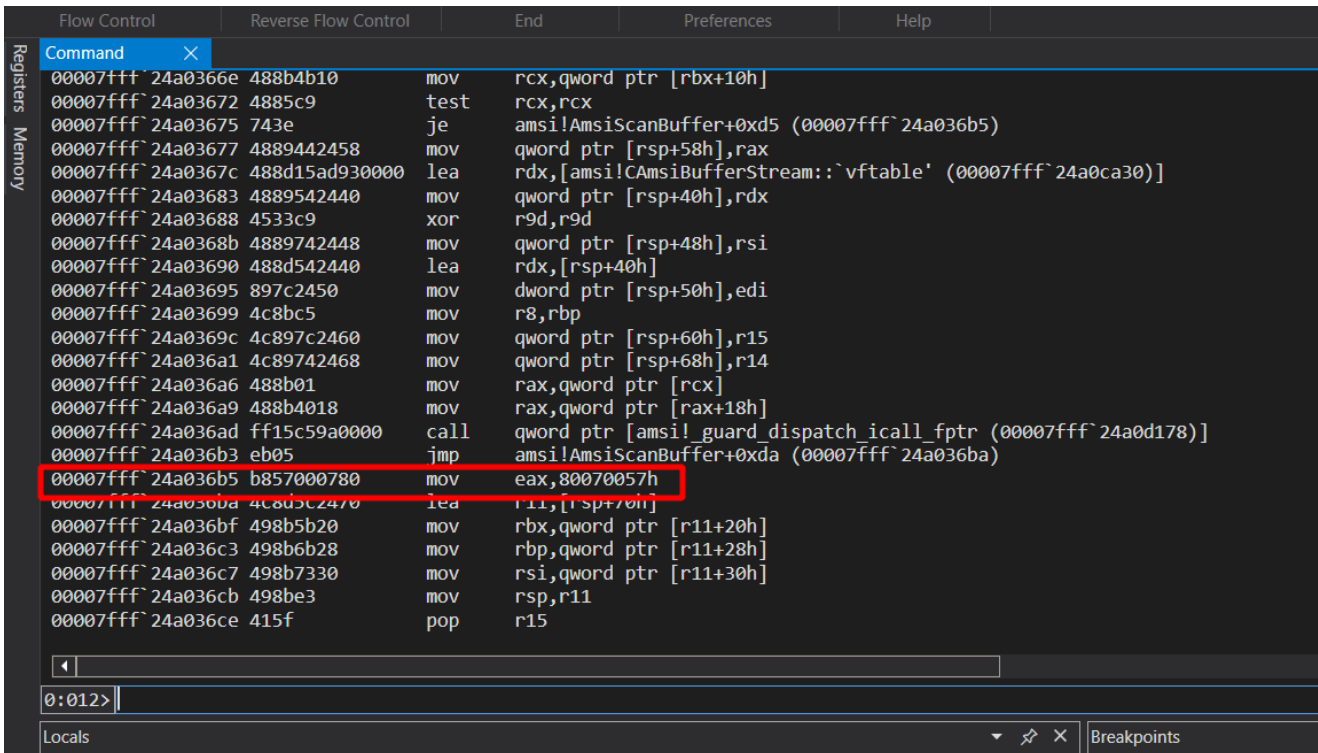 Flow Control Reverse Flow Control End Preferences Help
Registers
Memory
Command ×
00007fff`24a0366e 488b4b10 mov rcx,qword ptr [rbx+10h]
00007fff`24a03672 4885c9 test rcx,rcx
00007fff`24a03675 743e je amsi!AmsiScanBuffer+0xd5 (00007fff`24a036b5)
00007fff`24a03677 4889442458 mov qword ptr [rsp+58h],rax
00007fff`24a0367c 488d15ad930000 lea rdx,[amsi!CAmsiBufferStream::`vftable' (00007fff`24a0ca30)]
00007fff`24a03683 4889542440 mov qword ptr [rsp+40h],rdx
00007fff`24a03688 4533c9 xor r9d,r9d
00007fff`24a0368b 4889742448 mov qword ptr [rsp+48h],rsi
00007fff`24a03690 488d542440 lea rdx,[rsp+40h]
00007fff`24a03695 897c2450 mov dword ptr [rsp+50h],edi
00007fff`24a03699 4c8bc5 mov r8,rbp
00007fff`24a0369c 4c897c2460 mov qword ptr [rsp+60h],r15
00007fff`24a036a1 4c89742468 mov qword ptr [rsp+68h],r14
00007fff`24a036a6 488b01 mov rax,qword ptr [rcx]
00007fff`24a036a9 488b4018 mov rax,qword ptr [rax+18h]
00007fff`24a036ad ff15c59a0000 call qword ptr [amsi!_guard_dispatch_icall_fptr (00007fff`24a0d178)]
00007fff`24a036b3 eb05 jmp amsi!AmsiScanBuffer+0xda (00007fff`24a036ba)
00007fff`24a036b5 b857000780 mov eax,80070057h
00007fff`24a036ba 4c8d5c2470 lea r11,[rsp+70h]
00007fff`24a036bf 498b5b20 mov rbx,qword ptr [r11+20h]
00007fff`24a036c3 498b6b28 mov rbp,qword ptr [r11+28h]
00007fff`24a036c7 498b7330 mov rsi,qword ptr [r11+30h]
00007fff`24a036cb 498be3 mov rsp,r11
00007fff`24a036ce 415f pop r15
0:012>
Locals
Breakpoints